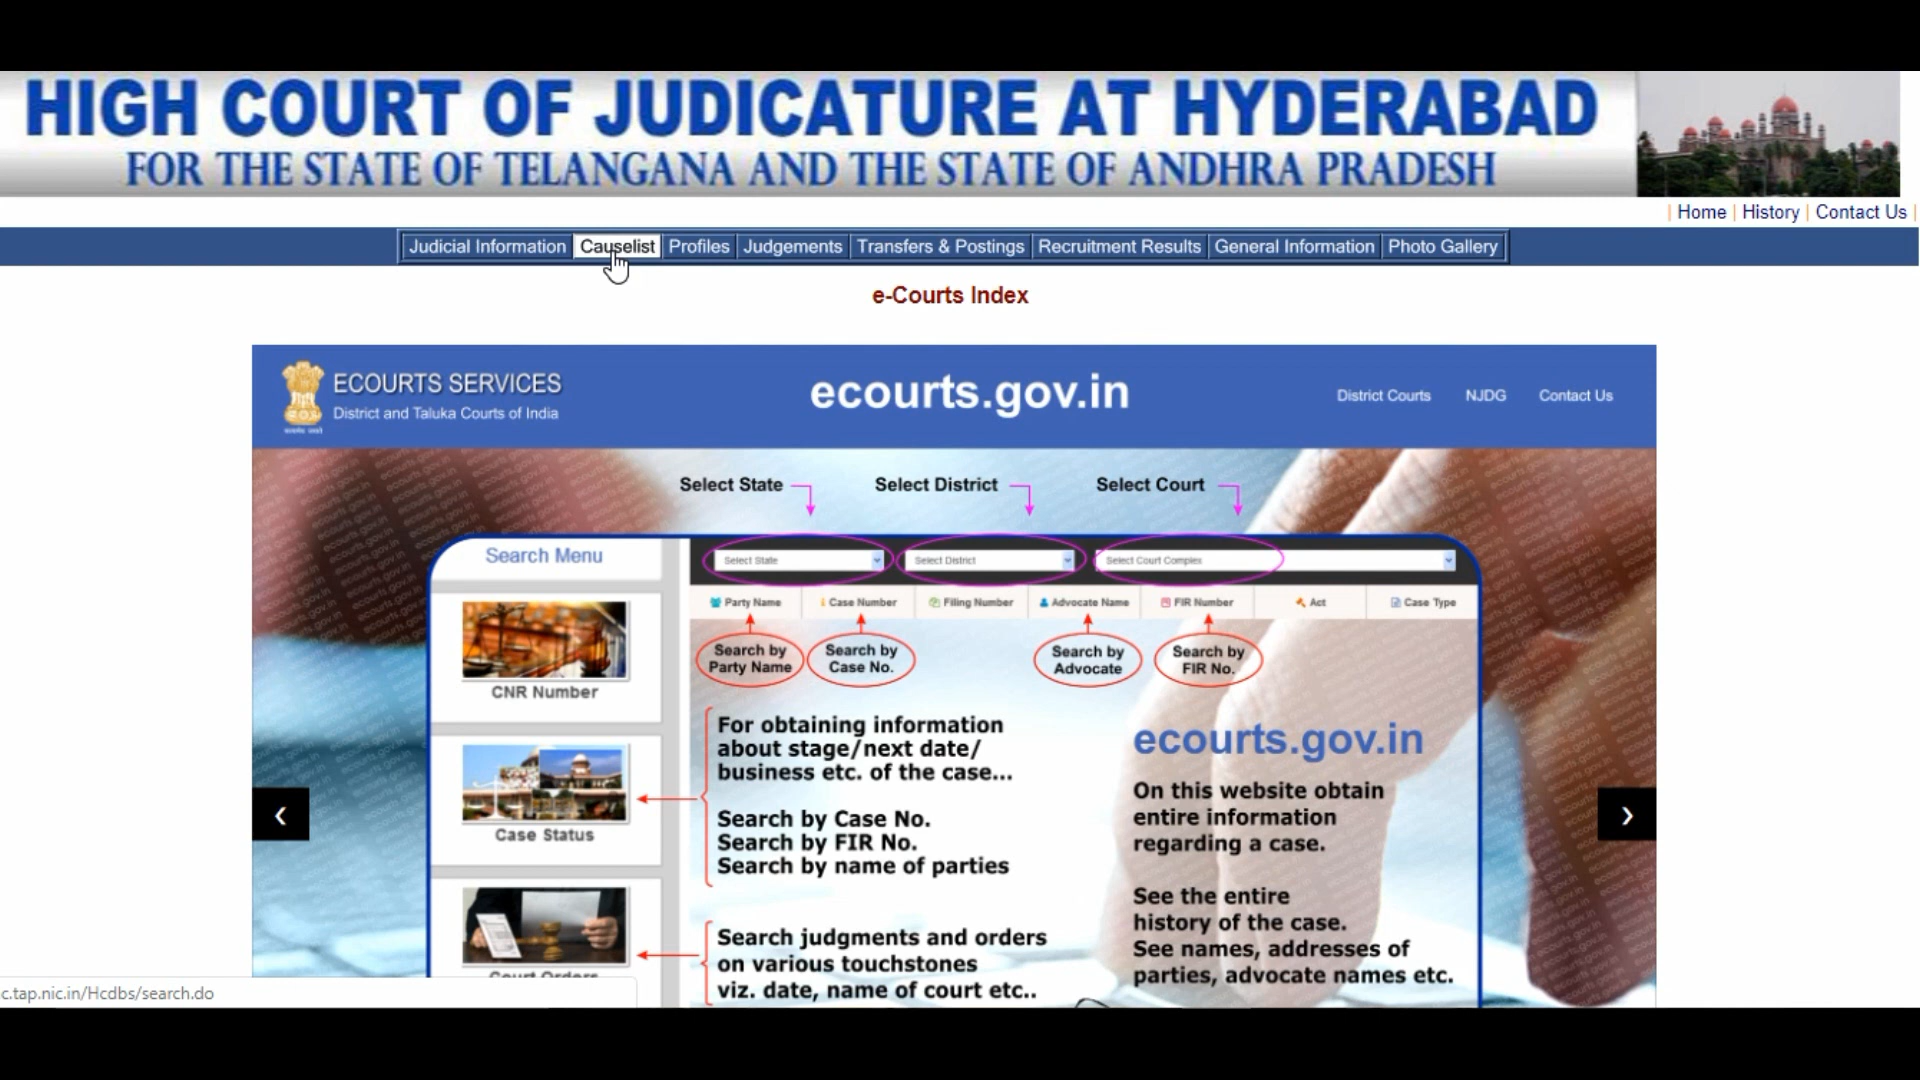 HIGH COURT OF JUDICATURE AT HYDERABAD
FOR THE STATE OF TELANGANA AND THE STATE OF ANDHRA PRADESH
| Home | History | Contact Us |
Judicial Information Causelist Profiles Judgements Transfers & Postings Recruitment Results General Information Photo Gallery
e-Courts Index
ECOURTS SERVICES
District and Taluka Courts of India
ecourts.gov.in
District Courts NJDG Contact Us
Select State Select District Select Court
Search Menu
Select State Select District Select Court Complex
Party Name Case Number Filing Number Advocate Name FIR Number Act Case Type
Search by
Party Name
Search by
Case No.
Search by
Advocate
Search by
FIR No.
CNR Number
Case Status
Court Orders
For obtaining information
about stage/next date/
business etc. of the case...
Search by Case No.
Search by FIR No.
Search by name of parties
Search judgments and orders
on various touchstones
viz. date, name of court etc..
ecourts.gov.in
On this website obtain
entire information
regarding a case.
See the entire
history of the case.
See names, addresses of
parties, advocate names etc.
c.tap.nic.in/Hcdbs/search.do